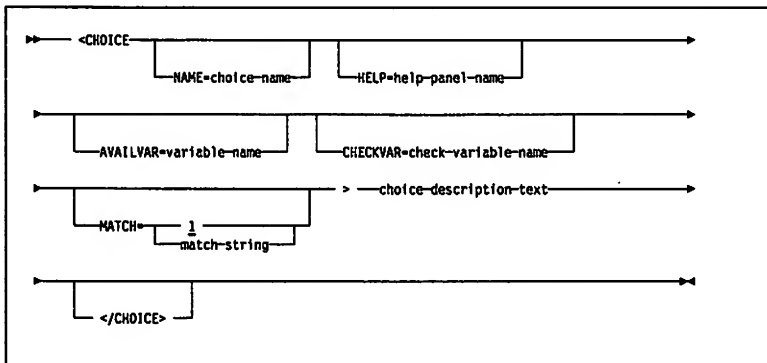 <CHOICE
NAME=choice-name
HELP=help-panel-name
AVAILVAR=variable-name
CHECKVAR=check-variable-name
> choice-description-text
MATCH=
1
match-string
</CHOICE>